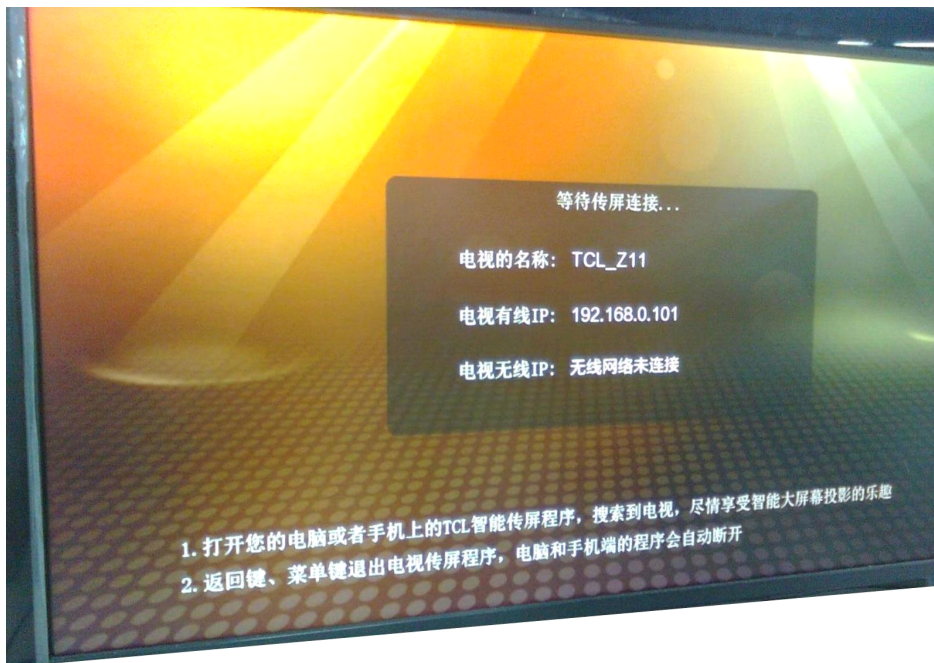 等待传屏连接...
电视的名称: TCL_Z11
电视有线IP: 192.168.0.101
电视无线IP: 无线网络未连接
1. 打开您的电脑或者手机上的TCL智能传屏程序，搜索到电视，尽情享受智能大屏幕投影的乐趣
2. 返回键、菜单键退出电视传屏程序，电脑和手机端的程序会自动断开